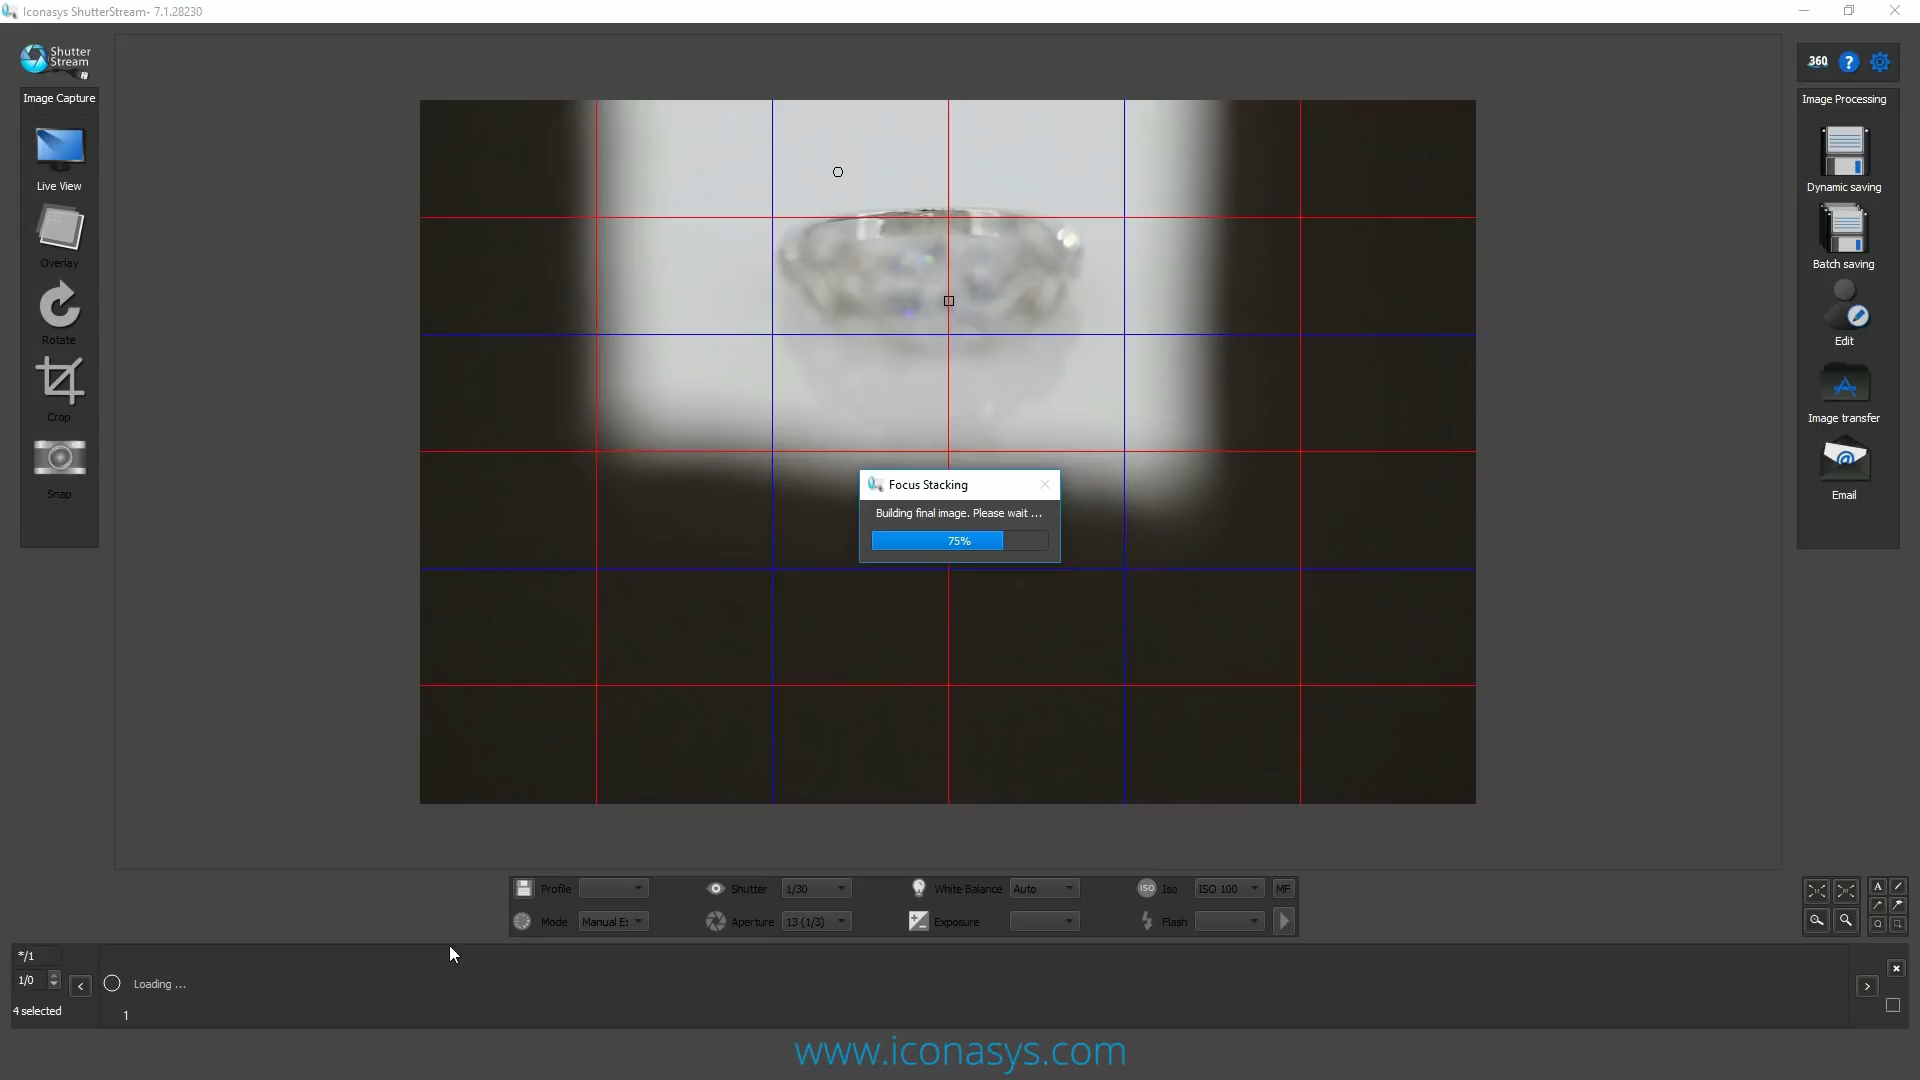 Iconasys ShutterStream- 7.1.28230
Shutter
Stream
Image Capture
Live View
Overlay
Rotate
Crop
Snap
360
?
Image Processing
Dynamic saving
Batch saving
Edit
Image transfer
@
Email
Focus Stacking
Building final image. Please wait ...
75%
Profile
Shutter
1/30
White Balance
Auto
ISO
Iso
ISO 100
MF
Mode
Manual E
Aperture
13 (1/3)
Exposure
Flash
A
*/1
1/0
4 selected
<
Loading ...
1
>
www.iconasys.com